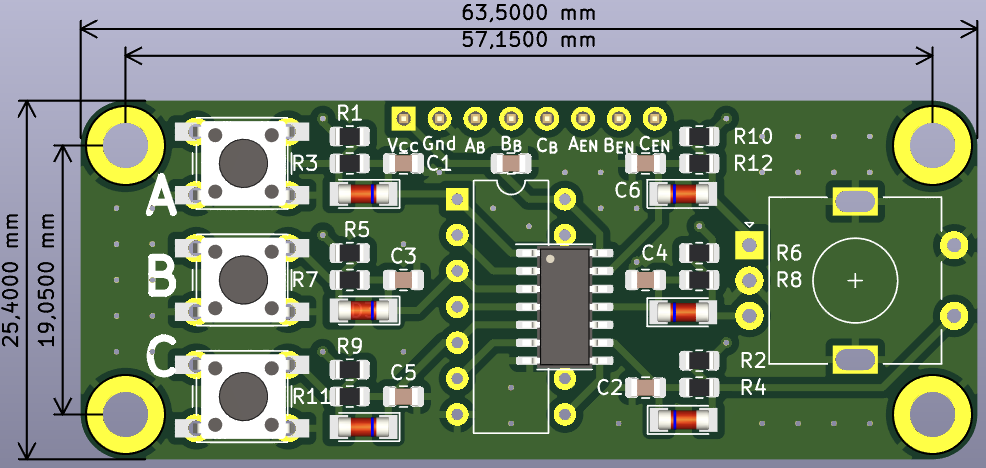 63,5000 mm
57,1500 mm
25,4000 mm
19,0500 mm
R1
Vcc Gnd AB BB CB AEN BEN CEN
R10
R3
C1
R12
C6
A
R5
C3
C4
R6
B
R7
R8
R9
C
C5
R2
R11
C2
R4